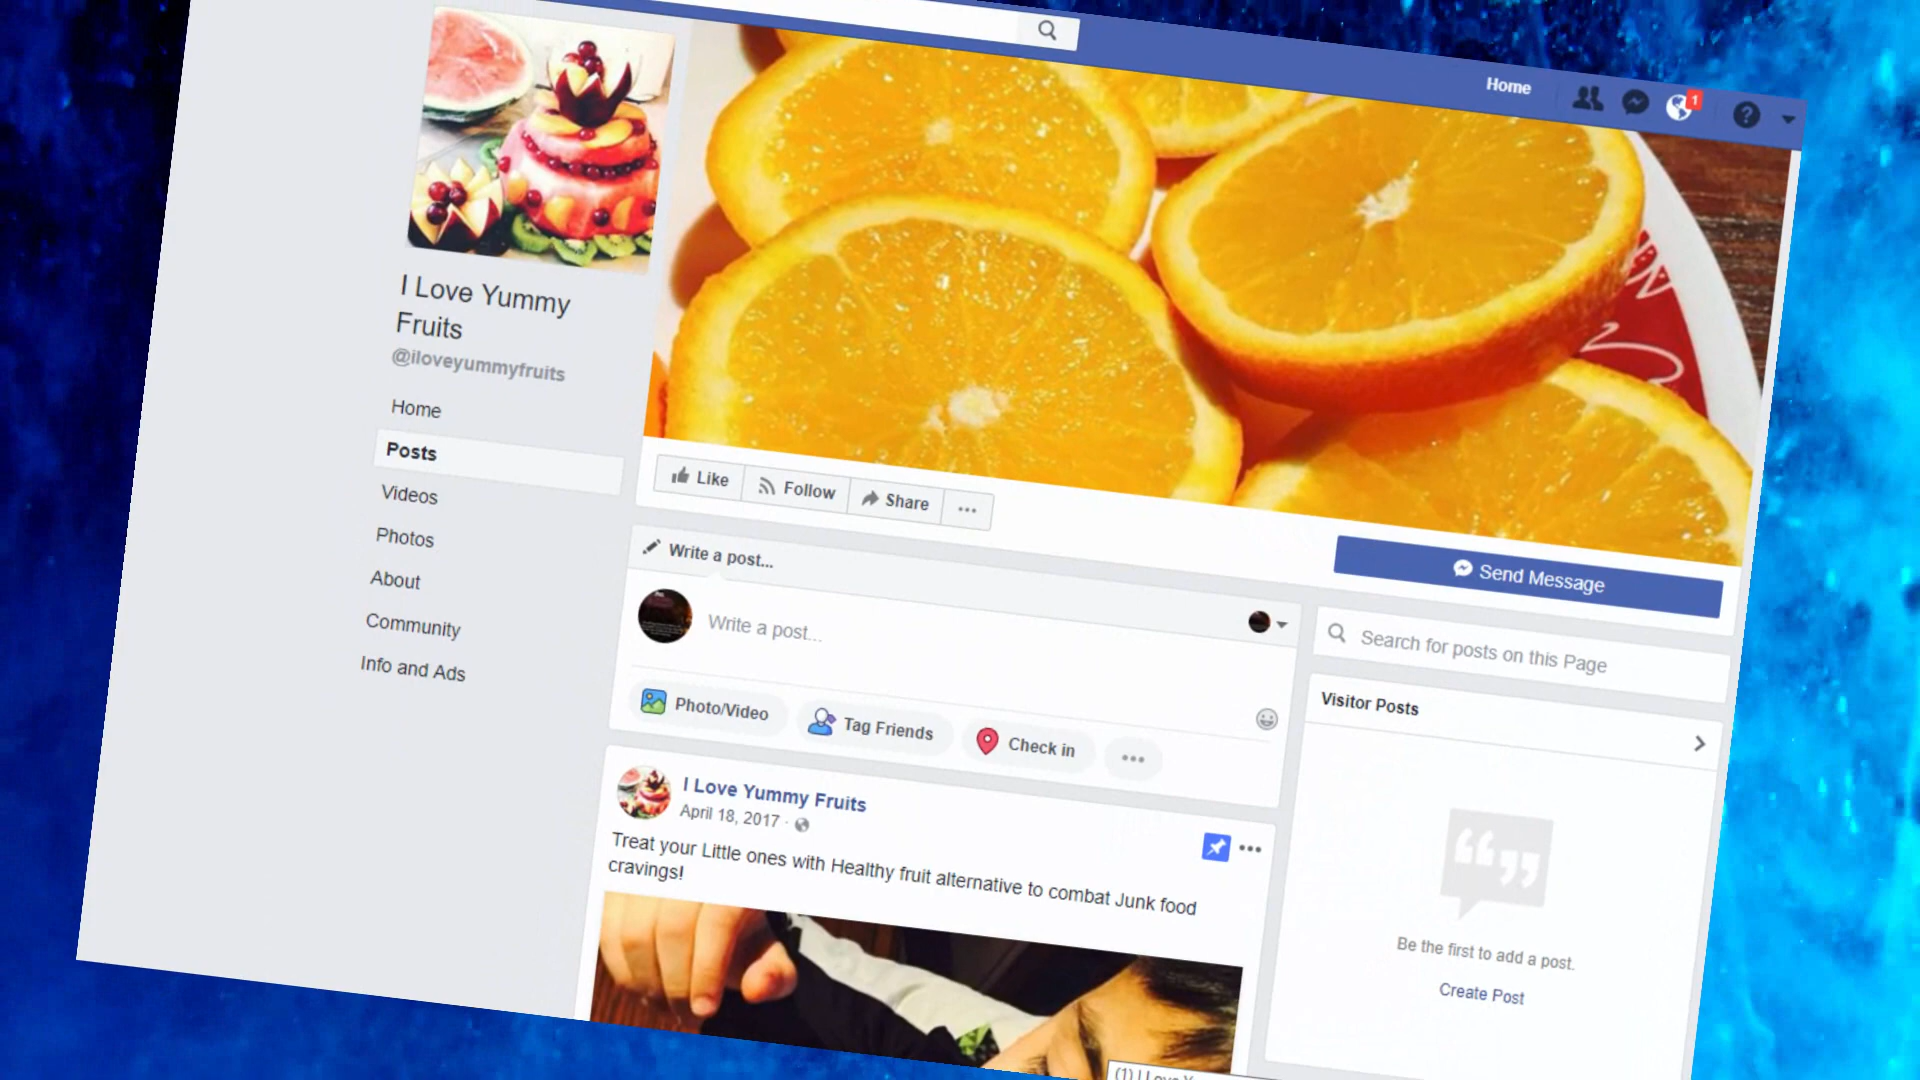 Home
1
?
I Love Yummy
Fruits
@iloveyummyfruits
Home
Posts
Videos
Photos
About
Community
Info and Ads
Like
Follow
Share
...
Send Message
Write a post...
Write a post...
Photo/Video
Tag Friends
Check in
...
Search for posts on this Page
Visitor Posts
Be the first to add a post.
Create Post
I Love Yummy Fruits
April 18, 2017 ·
...
Treat your Little ones with Healthy fruit alternative to combat Junk food
cravings!